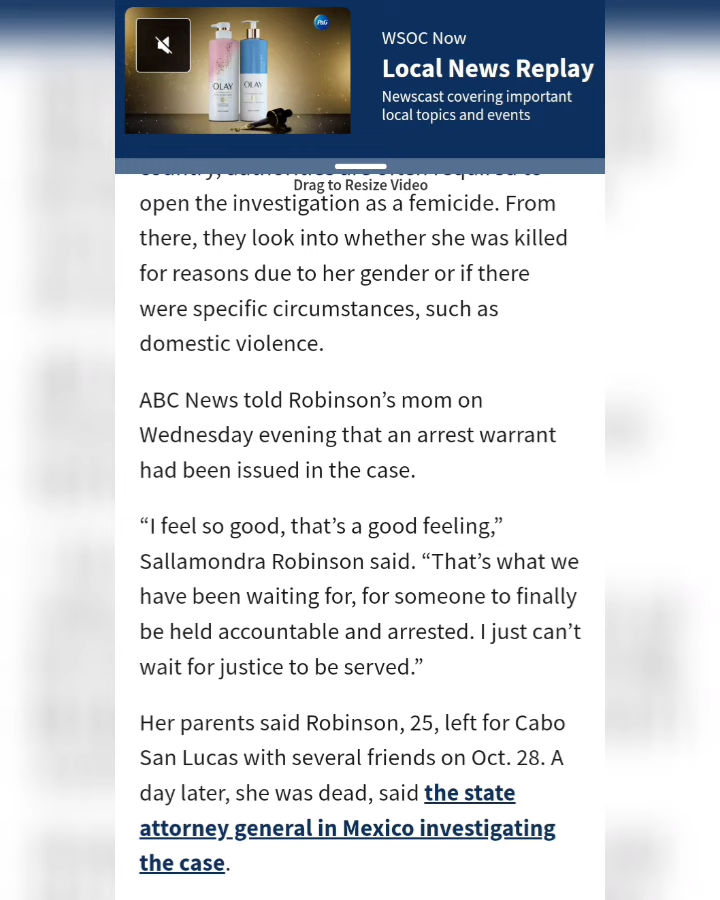 WSOC Now
Local News Replay
Newscast covering important
local topics and events
P&G
OLAY
OLAY
Drag to Resize Video
open the investigation as a femicide. From
there, they look into whether she was killed
for reasons due to her gender or if there
were specific circumstances, such as
domestic violence.
ABC News told Robinson’s mom on
Wednesday evening that an arrest warrant
had been issued in the case.
“I feel so good, that’s a good feeling,”
Sallamondra Robinson said. “That’s what we
have been waiting for, for someone to finally
be held accountable and arrested. I just can’t
wait for justice to be served.”
Her parents said Robinson, 25, left for Cabo
San Lucas with several friends on Oct. 28. A
day later, she was dead, said the state
attorney general in Mexico investigating
the case.